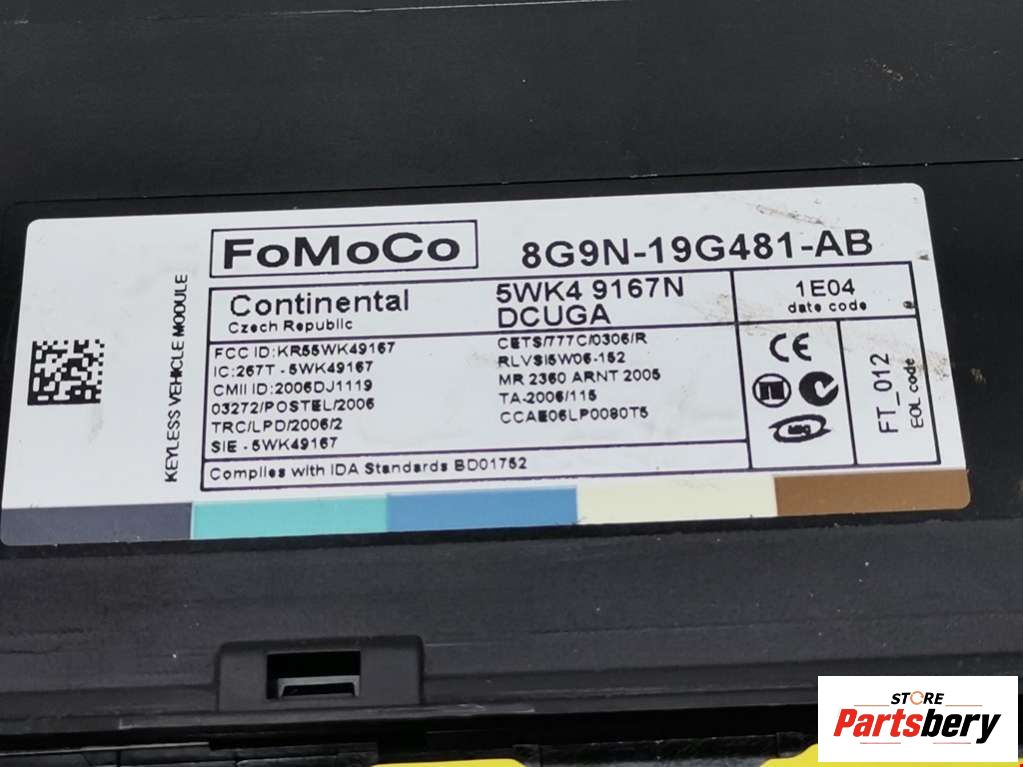 FoMoCo
8G9N-19G481-AB
Continental
Czech Republic
5WK4 9167N
DCUGA
1E04
date code
KEYLESS VEHICLE MODULE
FCC ID:KR55WK49167
IC:267T - 5WK49167
CMII ID:2006DJ1119
03272/POSTEL/2006
TRC/LPD/2006/2
SIE - 5WK49167
CETS/777C/0306/R
RLVSI5W06-152
MR 2360 ARNT 2005
TA-2006/115
CCAE06LP0080T5
CE
FT_012
EOL code
Complies with IDA Standards BD01752
STORE
Partsbery